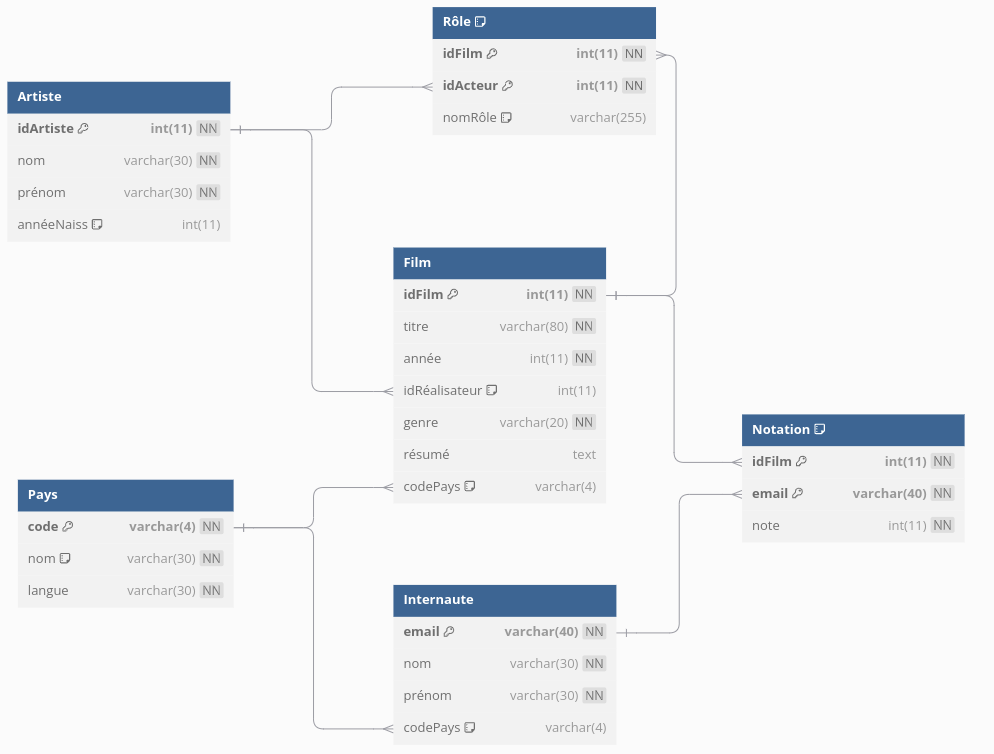 Rôle
idFilm int(11) NN
idActeur int(11) NN
nomRôle varchar(255)
Artiste
idArtiste int(11) NN
nom varchar(30) NN
prénom varchar(30) NN
annéeNaiss int(11)
Film
idFilm int(11) NN
titre varchar(80) NN
année int(11) NN
idRéalisateur int(11)
genre varchar(20) NN
résumé text
codePays varchar(4)
Notation
idFilm int(11) NN
email varchar(40) NN
note int(11) NN
Pays
code varchar(4) NN
nom varchar(30) NN
langue varchar(30) NN
Internaute
email varchar(40) NN
nom varchar(30) NN
prénom varchar(30) NN
codePays varchar(4)